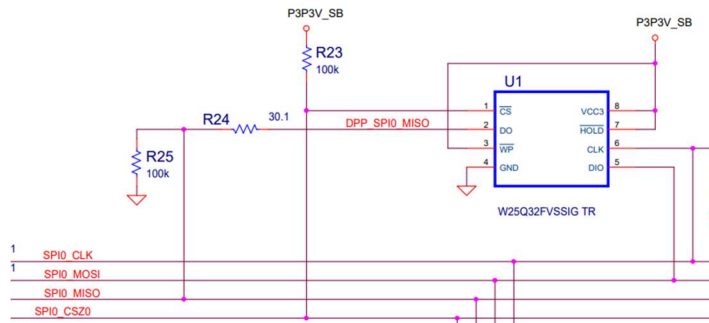 P3P3V_SB
P3P3V_SB
R23
100k
U1
R24
30.1
DPP_SPI0_MISO
R25
100k
1
CS
VCC3
8
2
DO
HOLD
7
3
WP
CLK
6
4
GND
DIO
5
W25Q32FVSSIG TR
1
SPI0_CLK
1
SPI0_MOSI
SPI0_MISO
SPI0_CSZ0